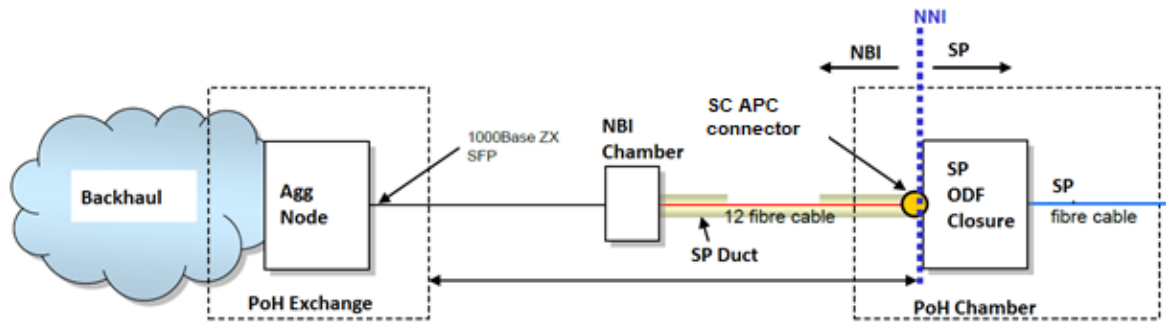 NNI
NBI
SP
SC APC
connector
1000Base ZX
SFP
NBI
Chamber
Backhaul
Agg
Node
SP
ODF
Closure
SP
fibre cable
12 fibre cable
SP Duct
PoH Exchange
PoH Chamber